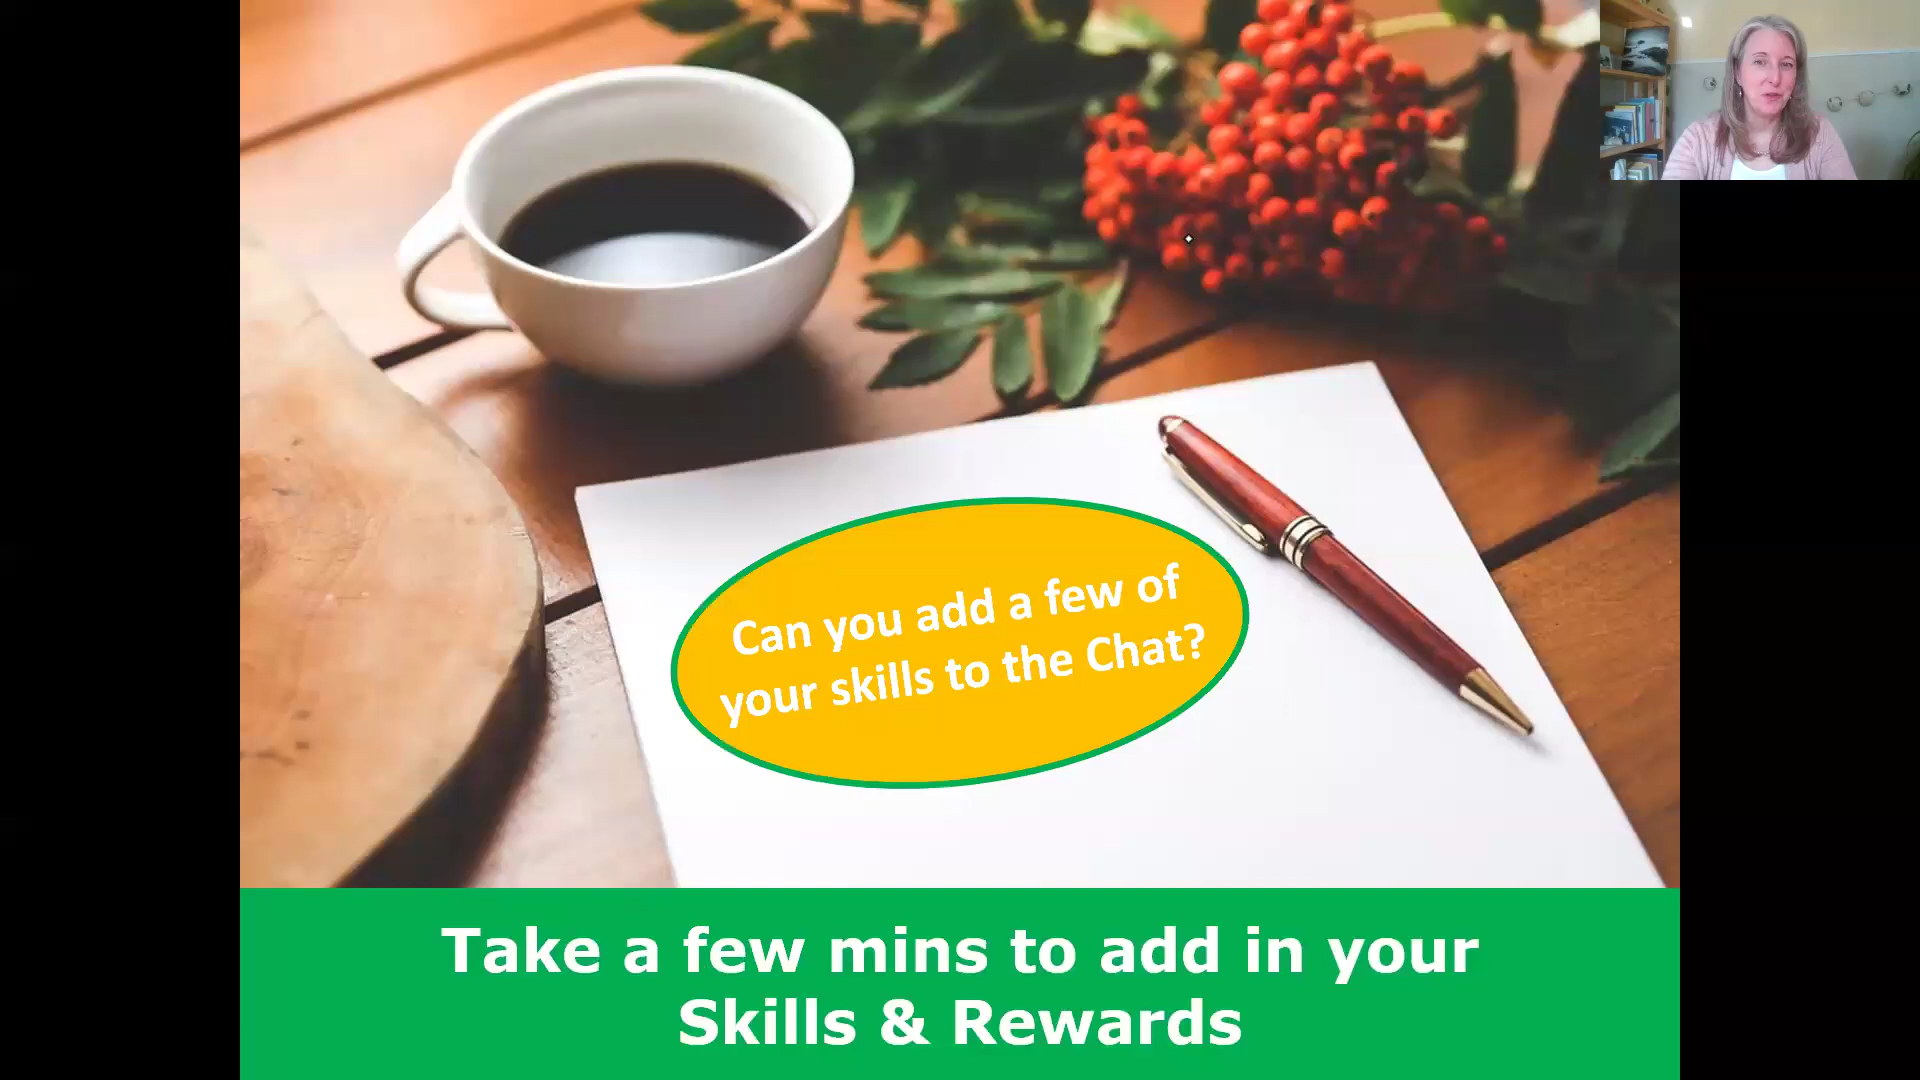 Can you add a few of
your skills to the Chat?
Take a few mins to add in your
Skills & Rewards